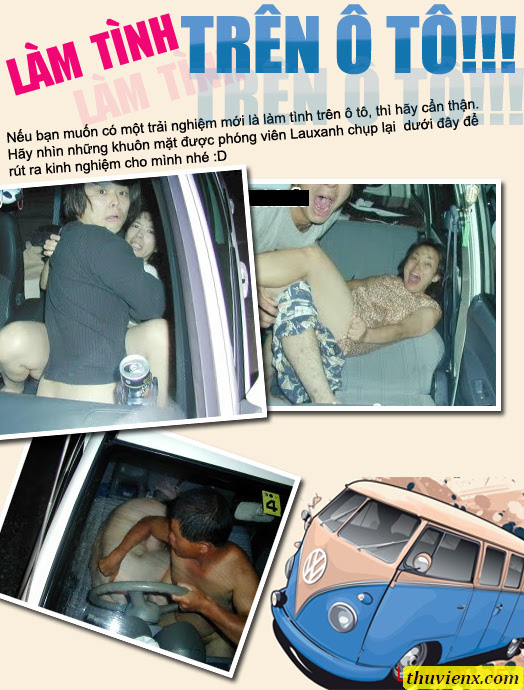 LÀM TÌNH TRÊN Ô TÔ!!!
Nếu bạn muốn có một trải nghiệm mới là làm tình trên ô tô, thì hãy cẩn thận.
Hãy nhìn những khuôn mặt được phóng viên Lauxanh chụp lại dưới đây để
rút ra kinh nghiệm cho mình nhé :D
4
thuvienx.com